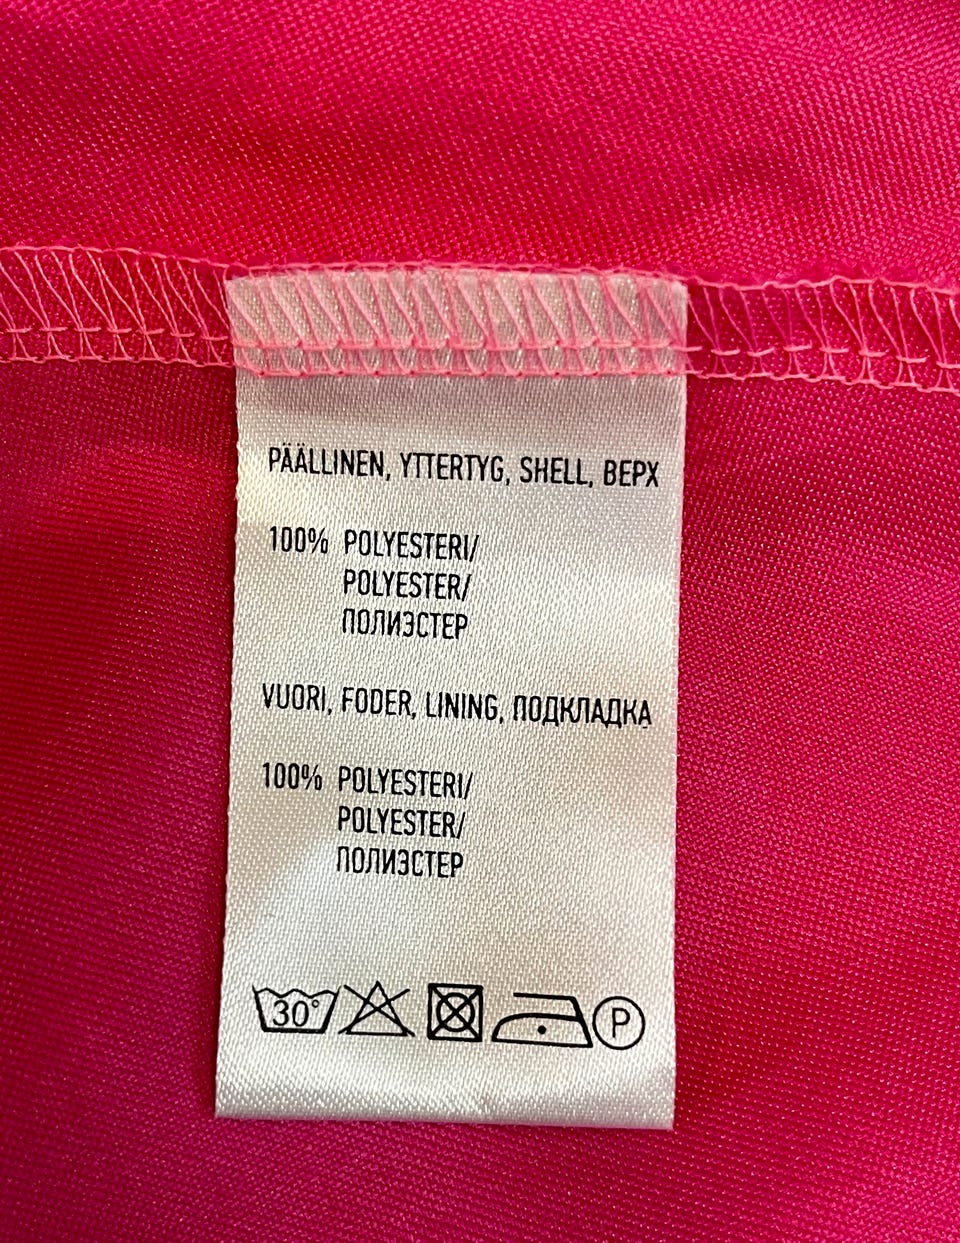 PÄÄLLINEN, YTTERTYG, SHELL, ВЕРХ
100% POLYESTERI/
POLYESTER/
ПОЛИЭСТЕР
VUORI, FODER, LINING, ПОДКЛАДКА
100% POLYESTERI/
POLYESTER/
ПОЛИЭСТЕР
30° P